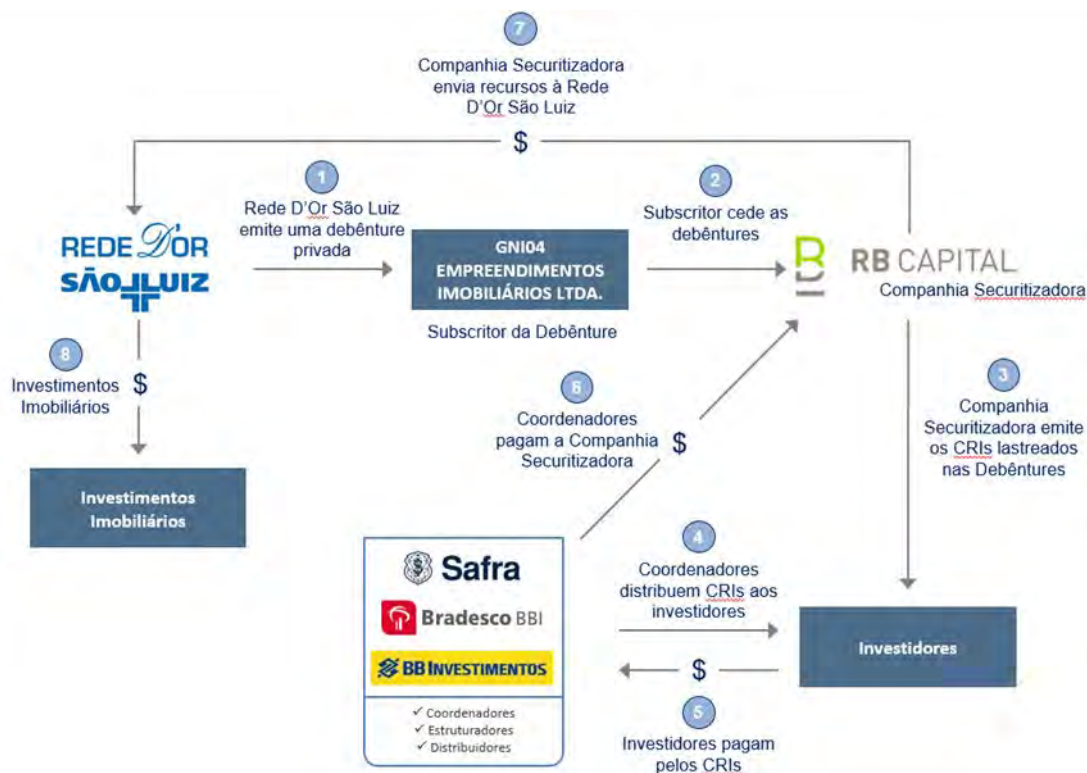 7
Companhia Securitizadora
envia recursos à Rede
D'Or São Luiz
$
1
Rede D'Or São Luiz
emite uma debênture
privada
2
Subscritor cede as
debêntures
REDE D'OR
SÃO LUIZ
GNI04
EMPREENDIMENTOS
IMOBILIÁRIOS LTDA.
Subscritor da Debênture
RB CAPITAL
Companhia Securitizadora
8
Investimentos
Imobiliários
$
6
Coordenadores
pagam a Companhia
Securitizadora
$
3
Companhia
Securitizadora emite
os CRIs lastreados
nas Debêntures
Investimentos
Imobiliários
Safra
Bradesco BBI
BB INVESTIMENTOS
✓ Coordenadores
✓ Estruturadores
✓ Distribuidores
4
Coordenadores
distribuem CRIs aos
investidores
Investidores
$
5
Investidores pagam
pelos CRIs